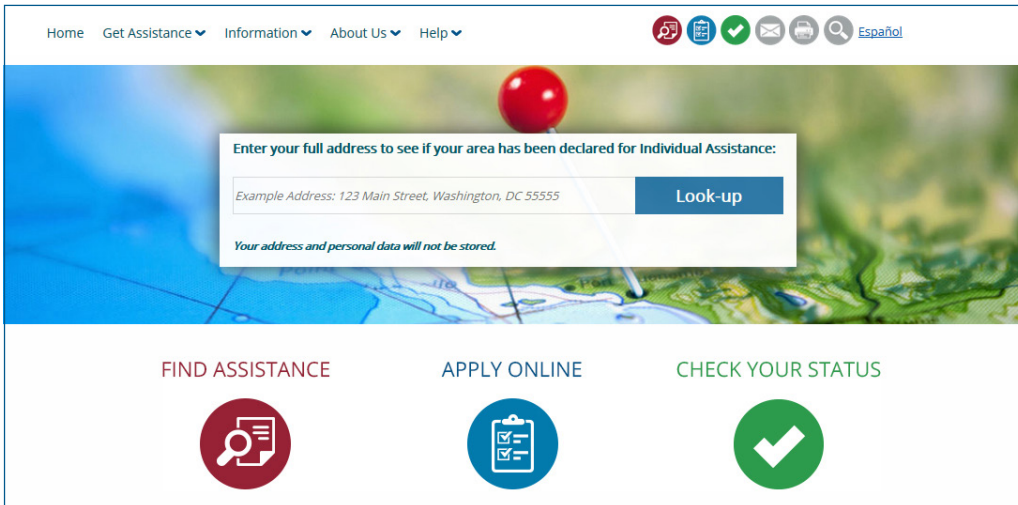 Home Get Assistance Information About Us Help Español
Enter your full address to see if your area has been declared for Individual Assistance:
Example Address: 123 Main Street, Washington, DC 55555 Look-up
Your address and personal data will not be stored.
Point
FIND ASSISTANCE APPLY ONLINE CHECK YOUR STATUS